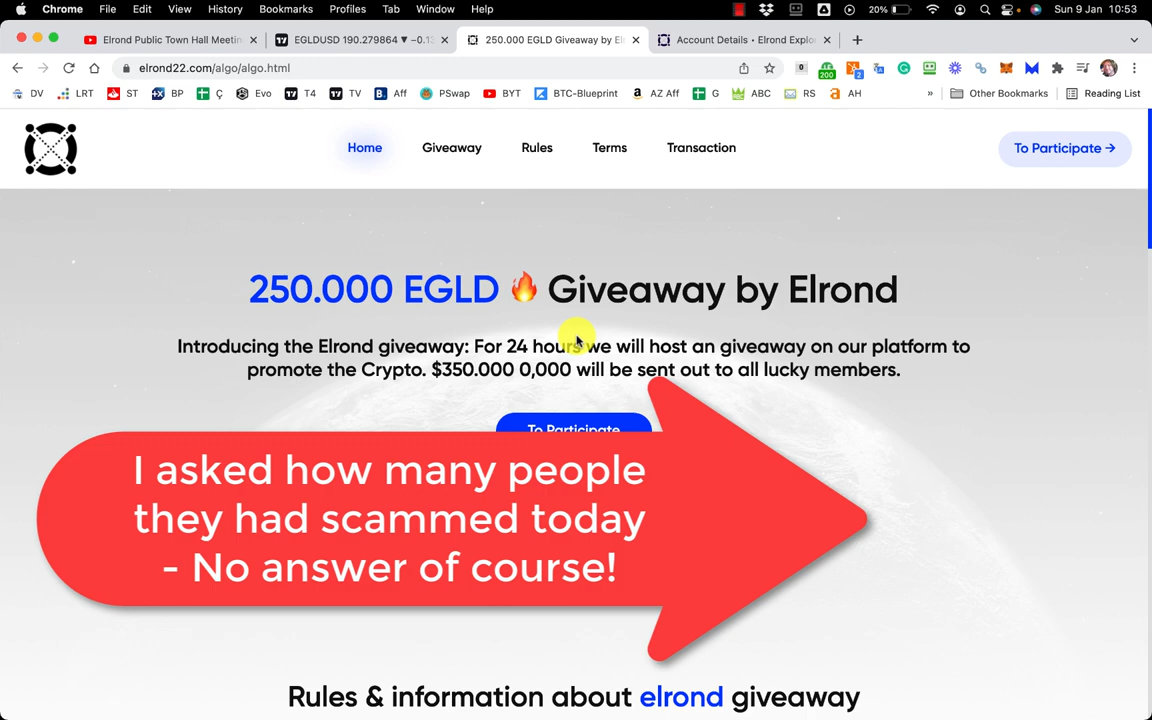 Chrome File Edit View History Bookmarks Profiles Tab Window Help 20% Sun 9 Jan 10:53
Elrond Public Town Hall Meetin EGLDUSD 190.279864 ▼ −0.13 250.000 EGLD Giveaway by Elr Account Details • Elrond Explo
elrond22.com/algo/algo.html 0 200 2
DV LRT ST BP Ç Evo T4 TV Aff PSwap BYT BTC-Blueprint AZ Aff G ABC RS AH » Other Bookmarks Reading List
Home Giveaway Rules Terms Transaction To Participate →
250.000 EGLD 🔥 Giveaway by Elrond
Introducing the Elrond giveaway: For 24 hours we will host an giveaway on our platform to
promote the Crypto. $350.000 0,000 will be sent out to all lucky members.
To Participate
I asked how many people
they had scammed today
- No answer of course!
Rules & information about elrond giveaway